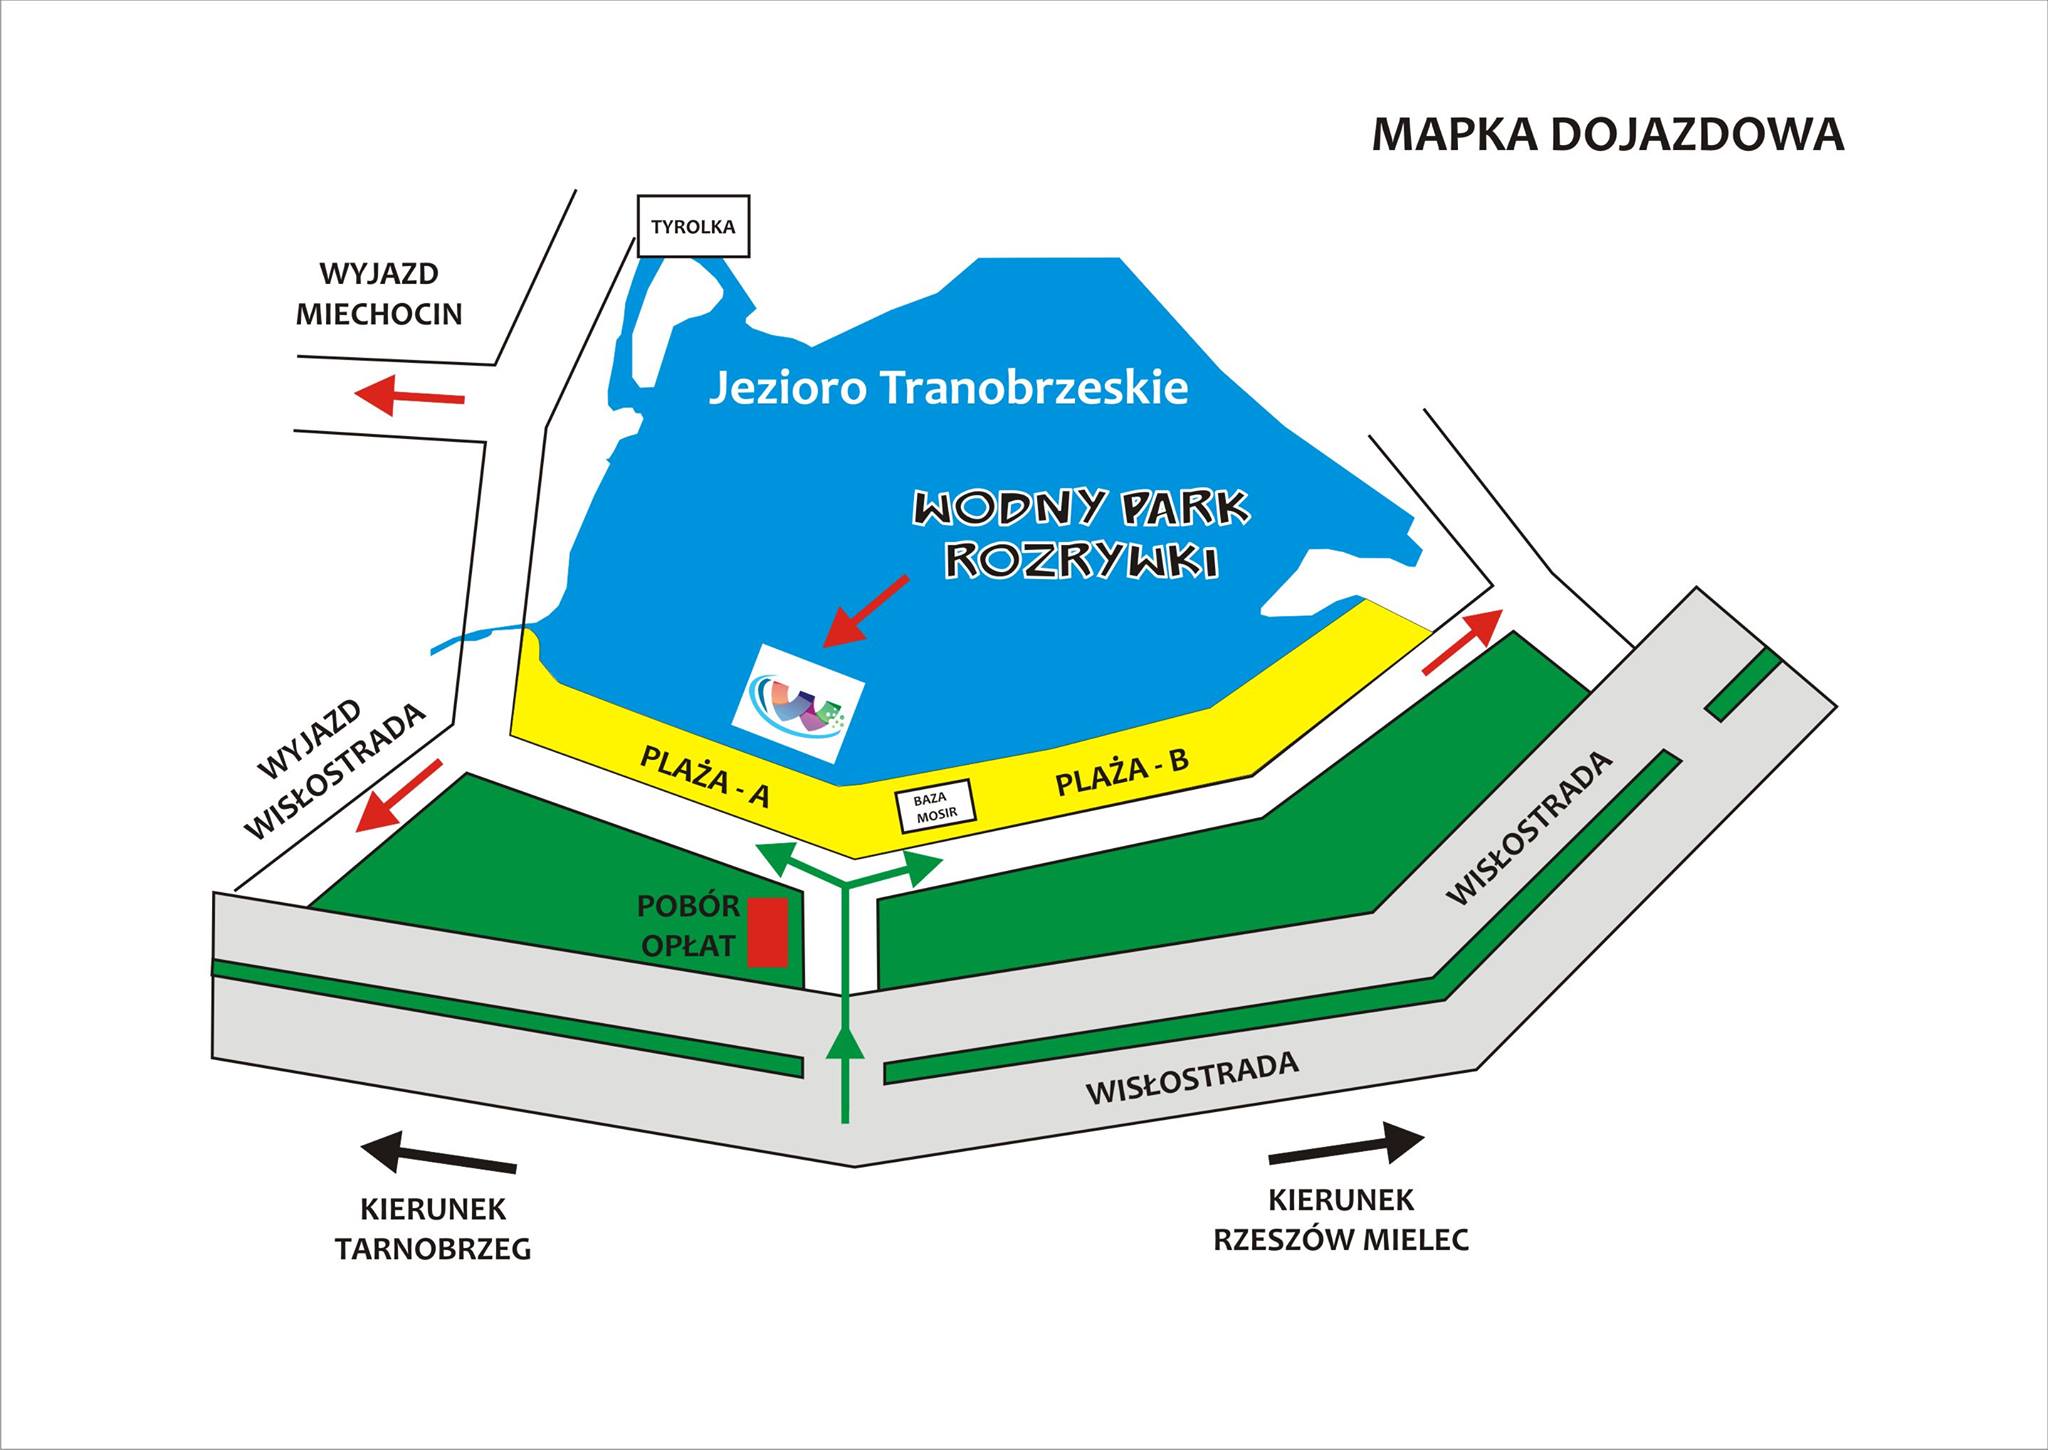 MAPKA DOJAZDOWA
TYROLKA
WYJAZD
MIECHOCIN
Jezioro Tranobrzeskie
WODNY PARK
ROZRYWKI
WYJAZD
WISŁOSTRADA
PLAŻA - A
BAZA
MOSIR
PLAŻA - B
WISŁOSTRADA
POBÓR
OPŁAT
WISŁOSTRADA
KIERUNEK
TARNOBRZEG
KIERUNEK
RZESZÓW MIELEC